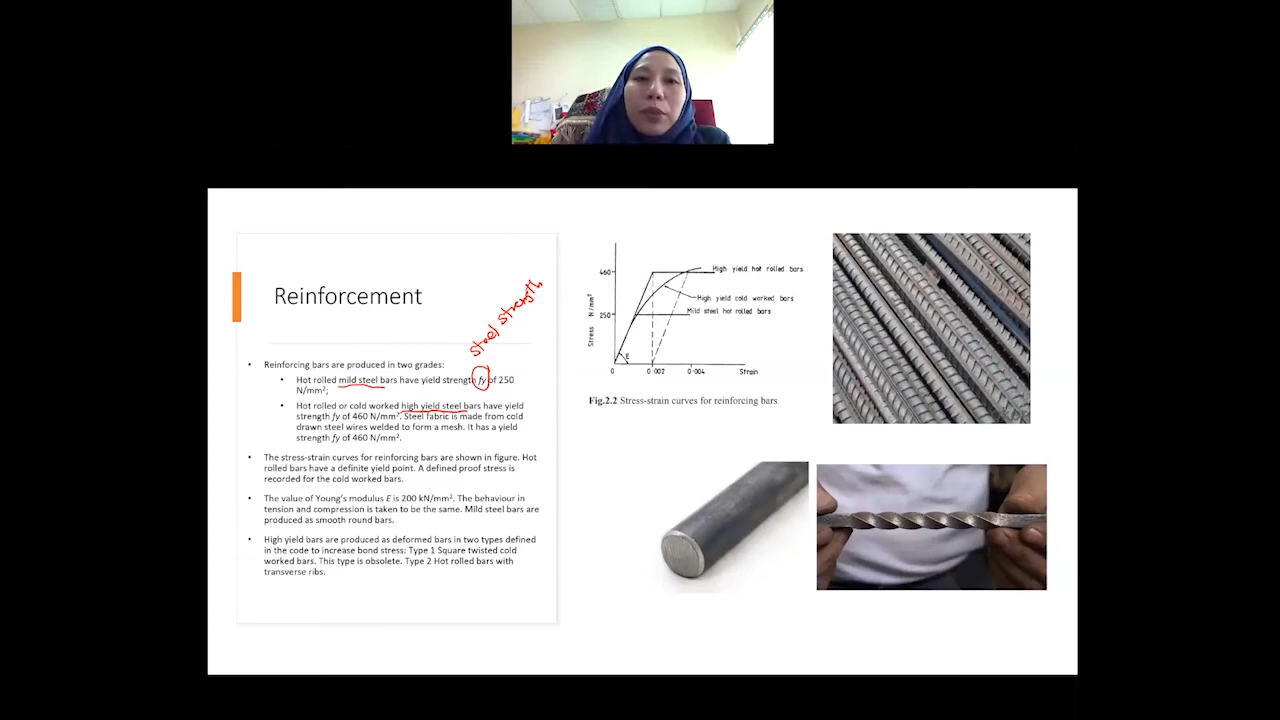 Reinforcement
steel strength
• Reinforcing bars are produced in two grades:
• Hot rolled mild steel bars have yield strength fy of 250
N/mm²;
• Hot rolled or cold worked high yield steel bars have yield
strength fy of 460 N/mm². Steel fabric is made from cold
drawn steel wires welded to form a mesh. It has a yield
strength fy of 460 N/mm².
• The stress-strain curves for reinforcing bars are shown in figure. Hot
rolled bars have a definite yield point. A defined proof stress is
recorded for the cold worked bars.
• The value of Young's modulus E is 200 kN/mm². The behaviour in
tension and compression is taken to be the same. Mild steel bars are
produced as smooth round bars.
• High yield bars are produced as deformed bars in two types defined
in the code to increase bond stress: Type 1 Square twisted cold
worked bars. This type is obsolete. Type 2 Hot rolled bars with
transverse ribs.
460
High yield hot rolled bars
High yield cold worked bars
250
Mild steel hot rolled bars
Stress N/mm²
E
0
0·002
0·004
Strain
Fig.2.2 Stress-strain curves for reinforcing bars.